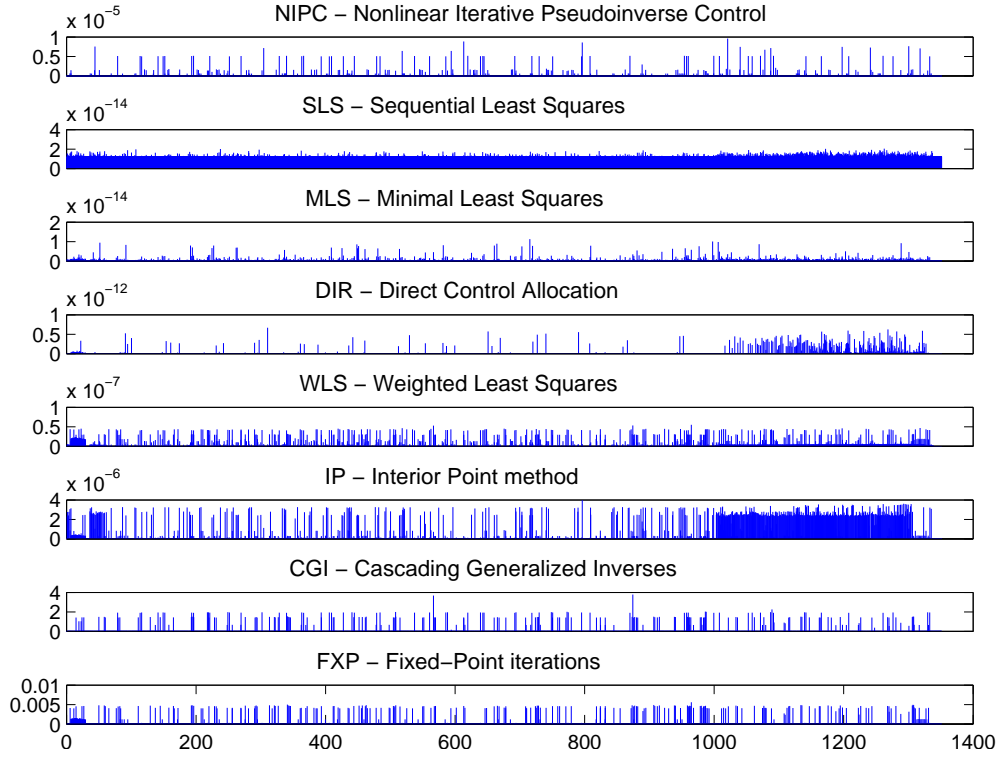 NIPC − Nonlinear Iterative Pseudoinverse Control
x 10⁻⁵
1
0.5
0
SLS − Sequential Least Squares
x 10⁻¹⁴
4
2
0
MLS − Minimal Least Squares
x 10⁻¹⁴
2
1
0
DIR − Direct Control Allocation
x 10⁻¹²
1
0.5
0
WLS − Weighted Least Squares
x 10⁻⁷
1
0.5
0
IP − Interior Point method
x 10⁻⁶
4
2
0
CGI − Cascading Generalized Inverses
4
2
0
FXP − Fixed−Point iterations
0.01
0.005
0
0 200 400 600 800 1000 1200 1400